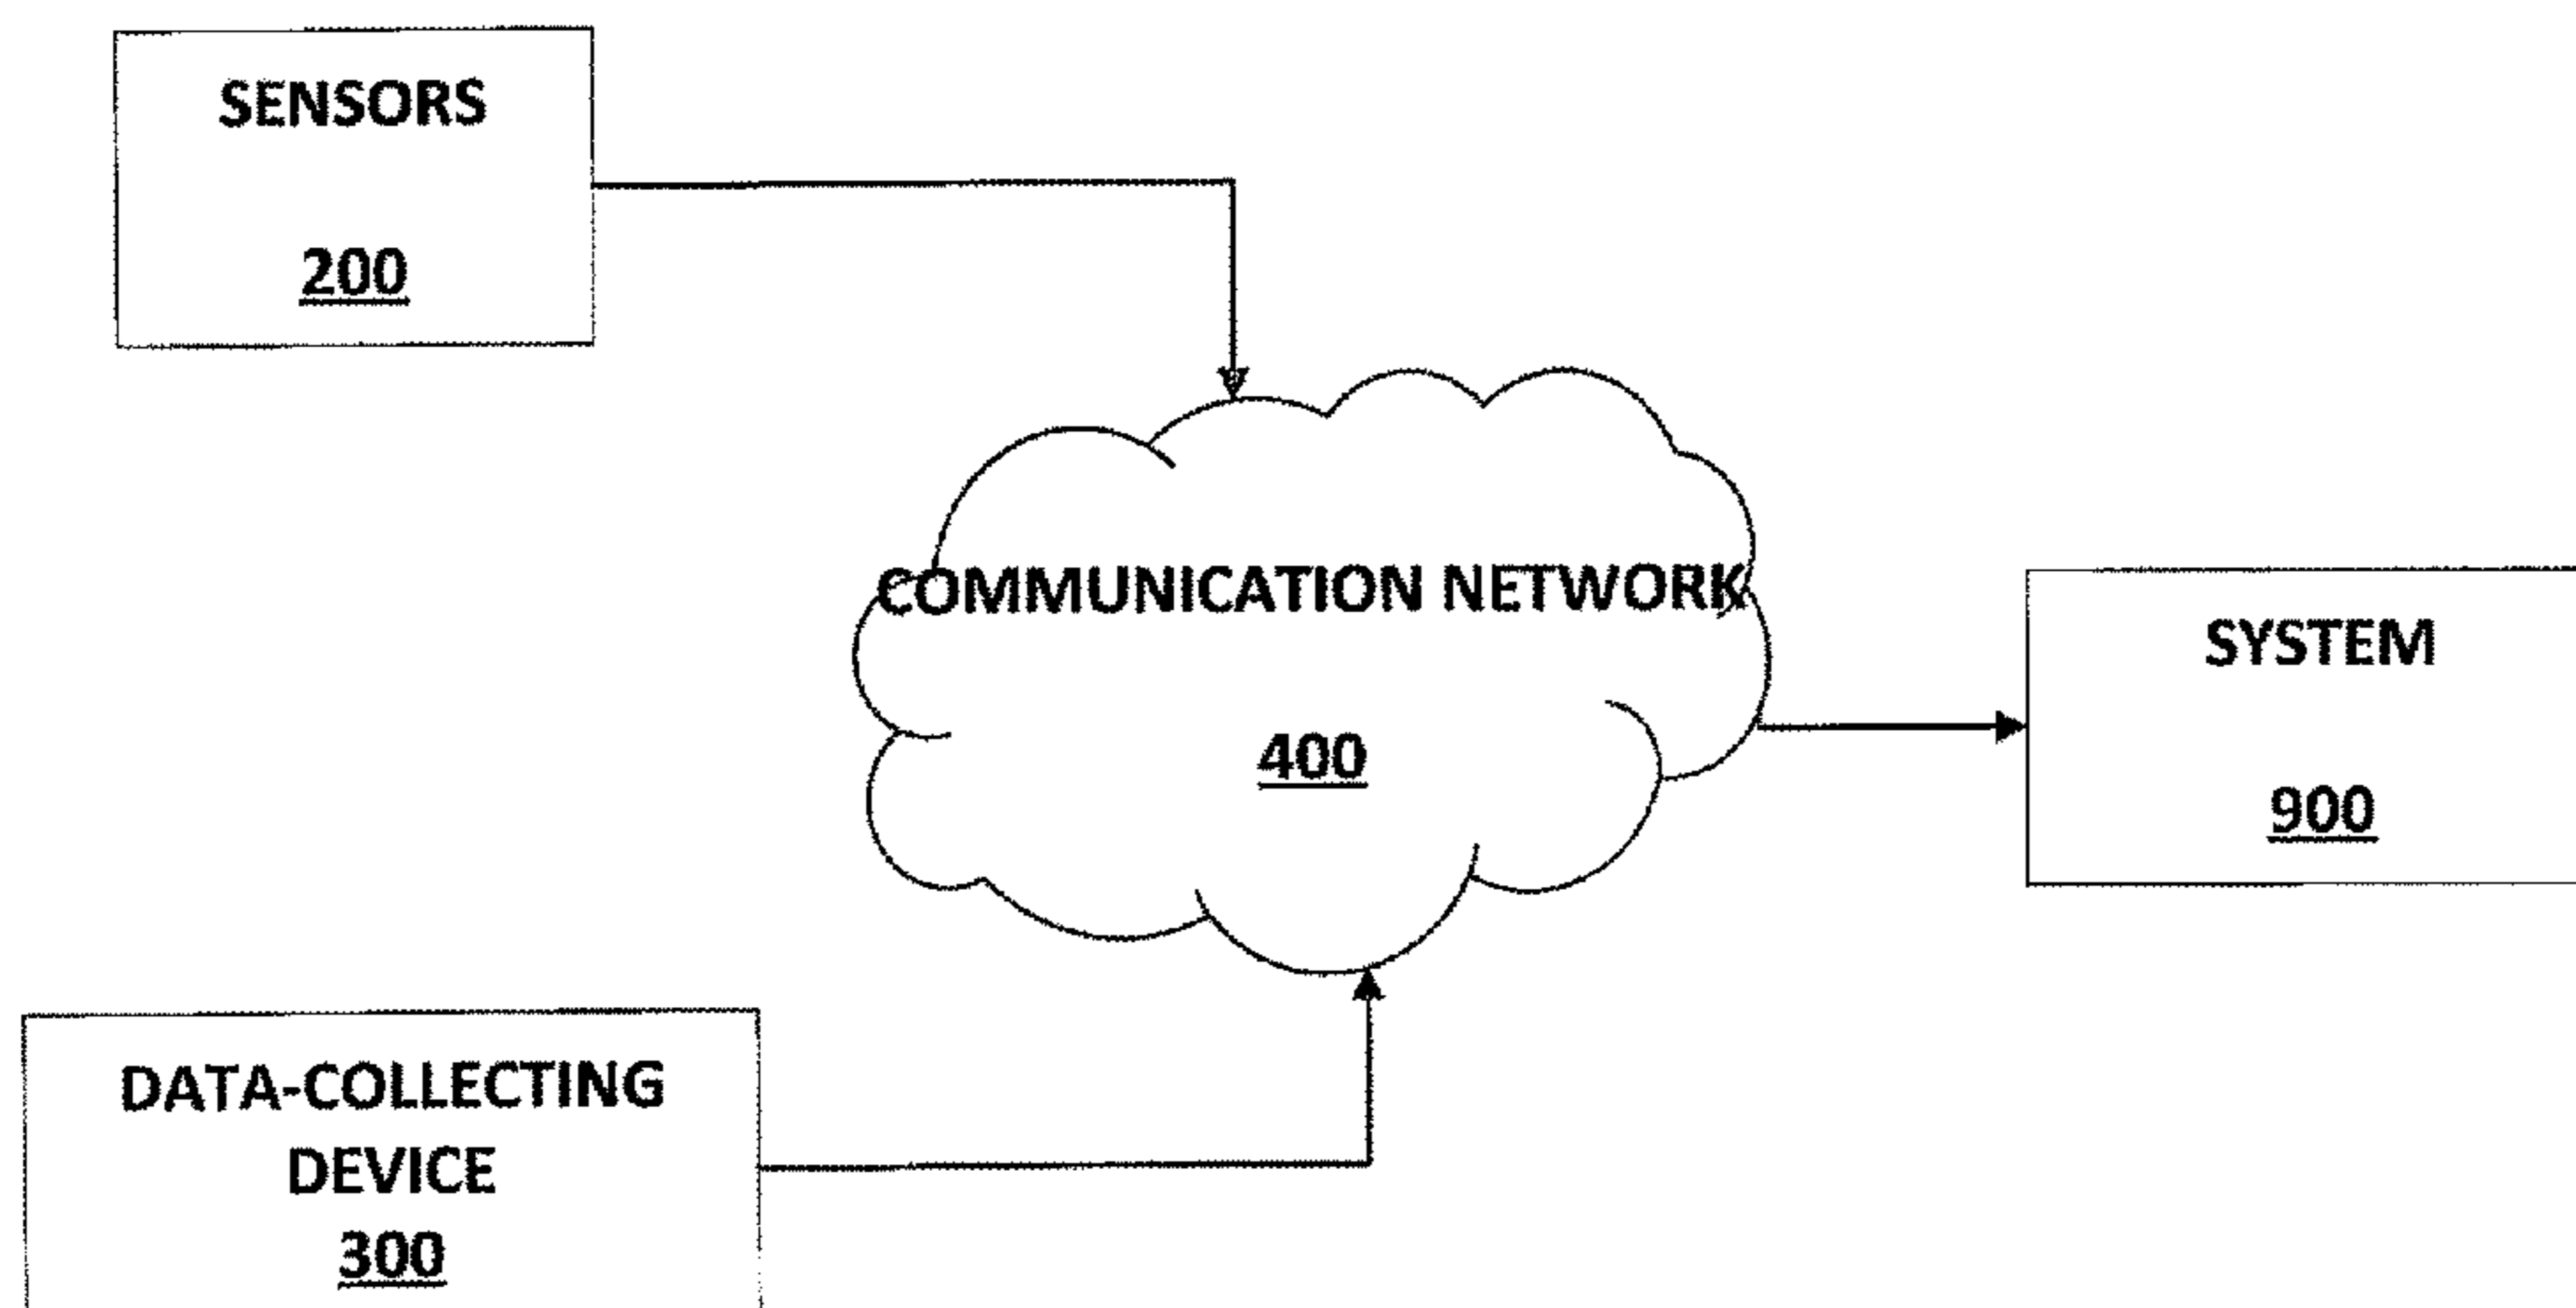 SENSORS
200
COMMUNICATION NETWORK
400
SYSTEM
900
DATA-COLLECTING
DEVICE
300